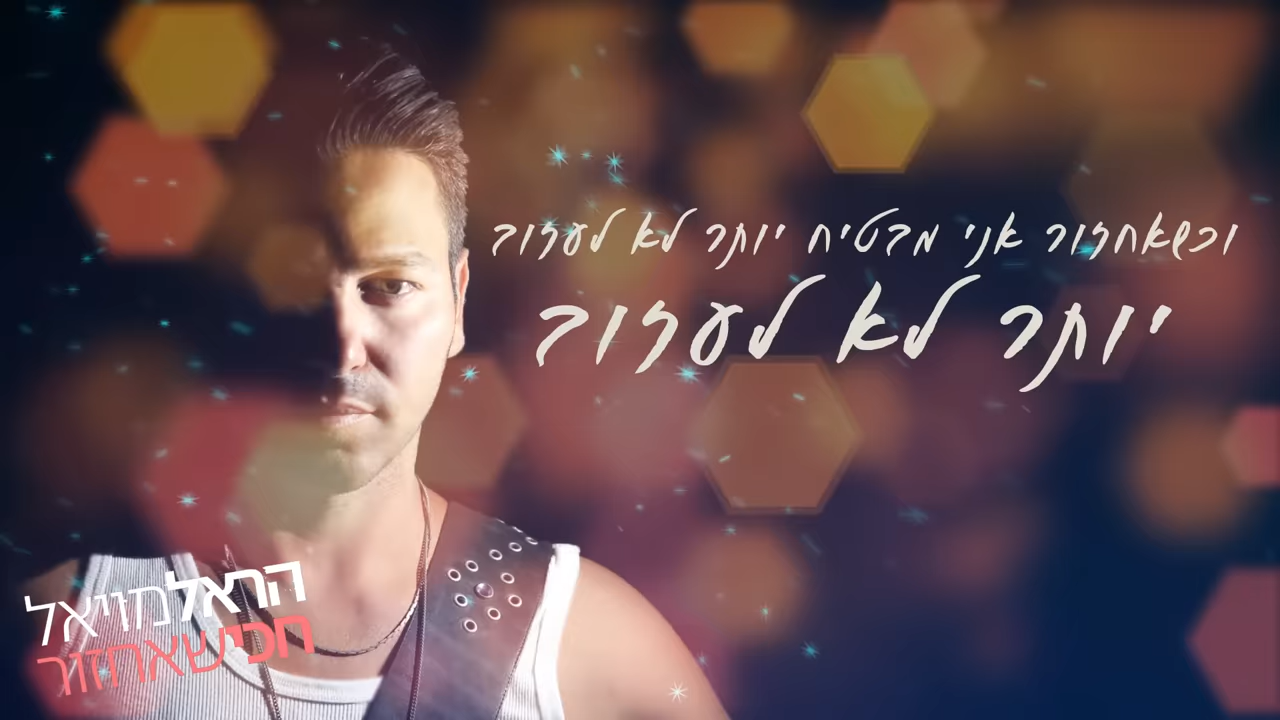 וכשאחזור אני מבטיח יותר לא לעזוב
יותר לא לעזוב
הראל מויאל
חכי שאחזור